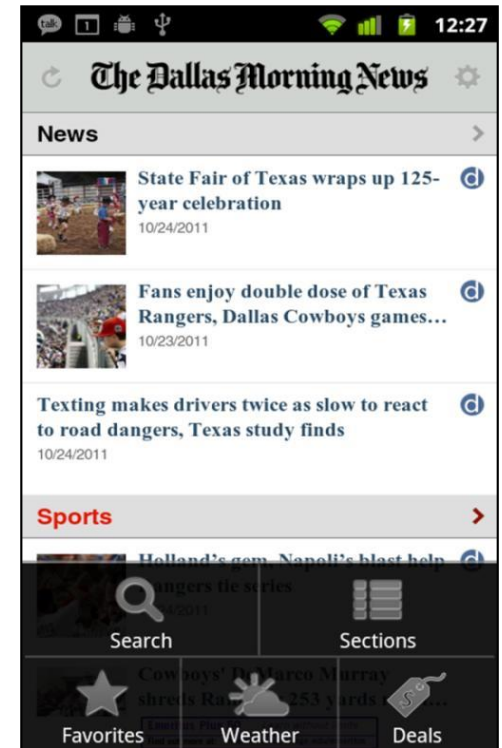 talk 1 12:27
The Dallas Morning News
News
State Fair of Texas wraps up 125-
year celebration
10/24/2011
Fans enjoy double dose of Texas
Rangers, Dallas Cowboys games...
10/23/2011
Texting makes drivers twice as slow to react
to road dangers, Texas study finds
10/24/2011
Sports
Holland's gem, Napoli's blast help
Rangers tie series
Search Sections
Cowboys' DeMarco Murray
shreds 253 yards
Favorites Weather Deals